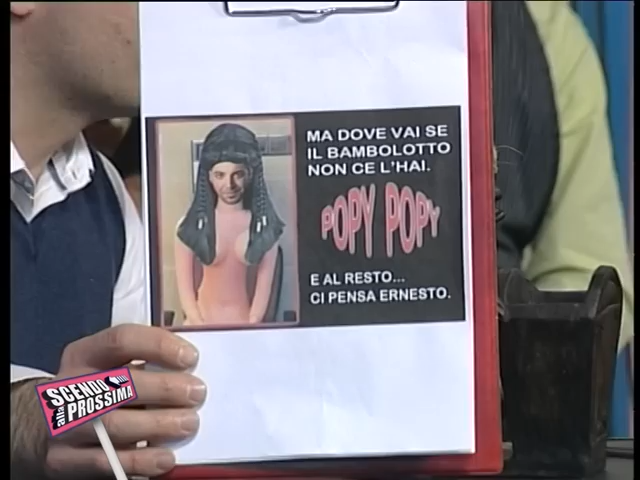 MA DOVE VAI SE
IL BAMBOLOTTO
NON CE L'HAI.
POPY POPY
E AL RESTO...
CI PENSA ERNESTO.
SCENDO
alla PROSSIMA